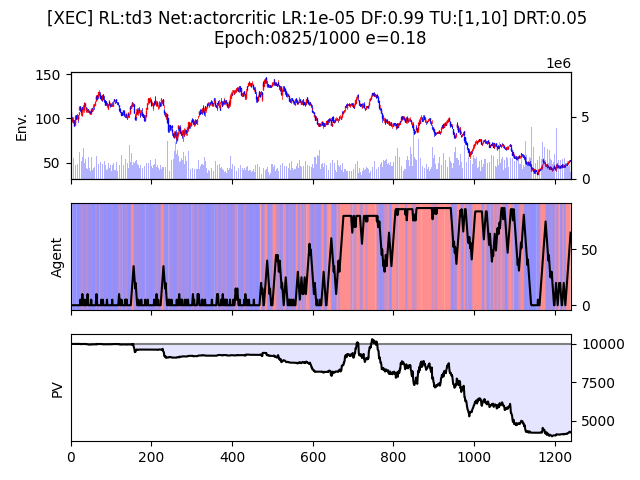 [XEC] RL:td3 Net:actorcritic LR:1e-05 DF:0.99 TU:[1,10] DRT:0.05
Epoch:0825/1000 e=0.18
1e6
150
100
50
Env.
5
0
Agent
50
0
PV
10000
7500
5000
0 200 400 600 800 1000 1200